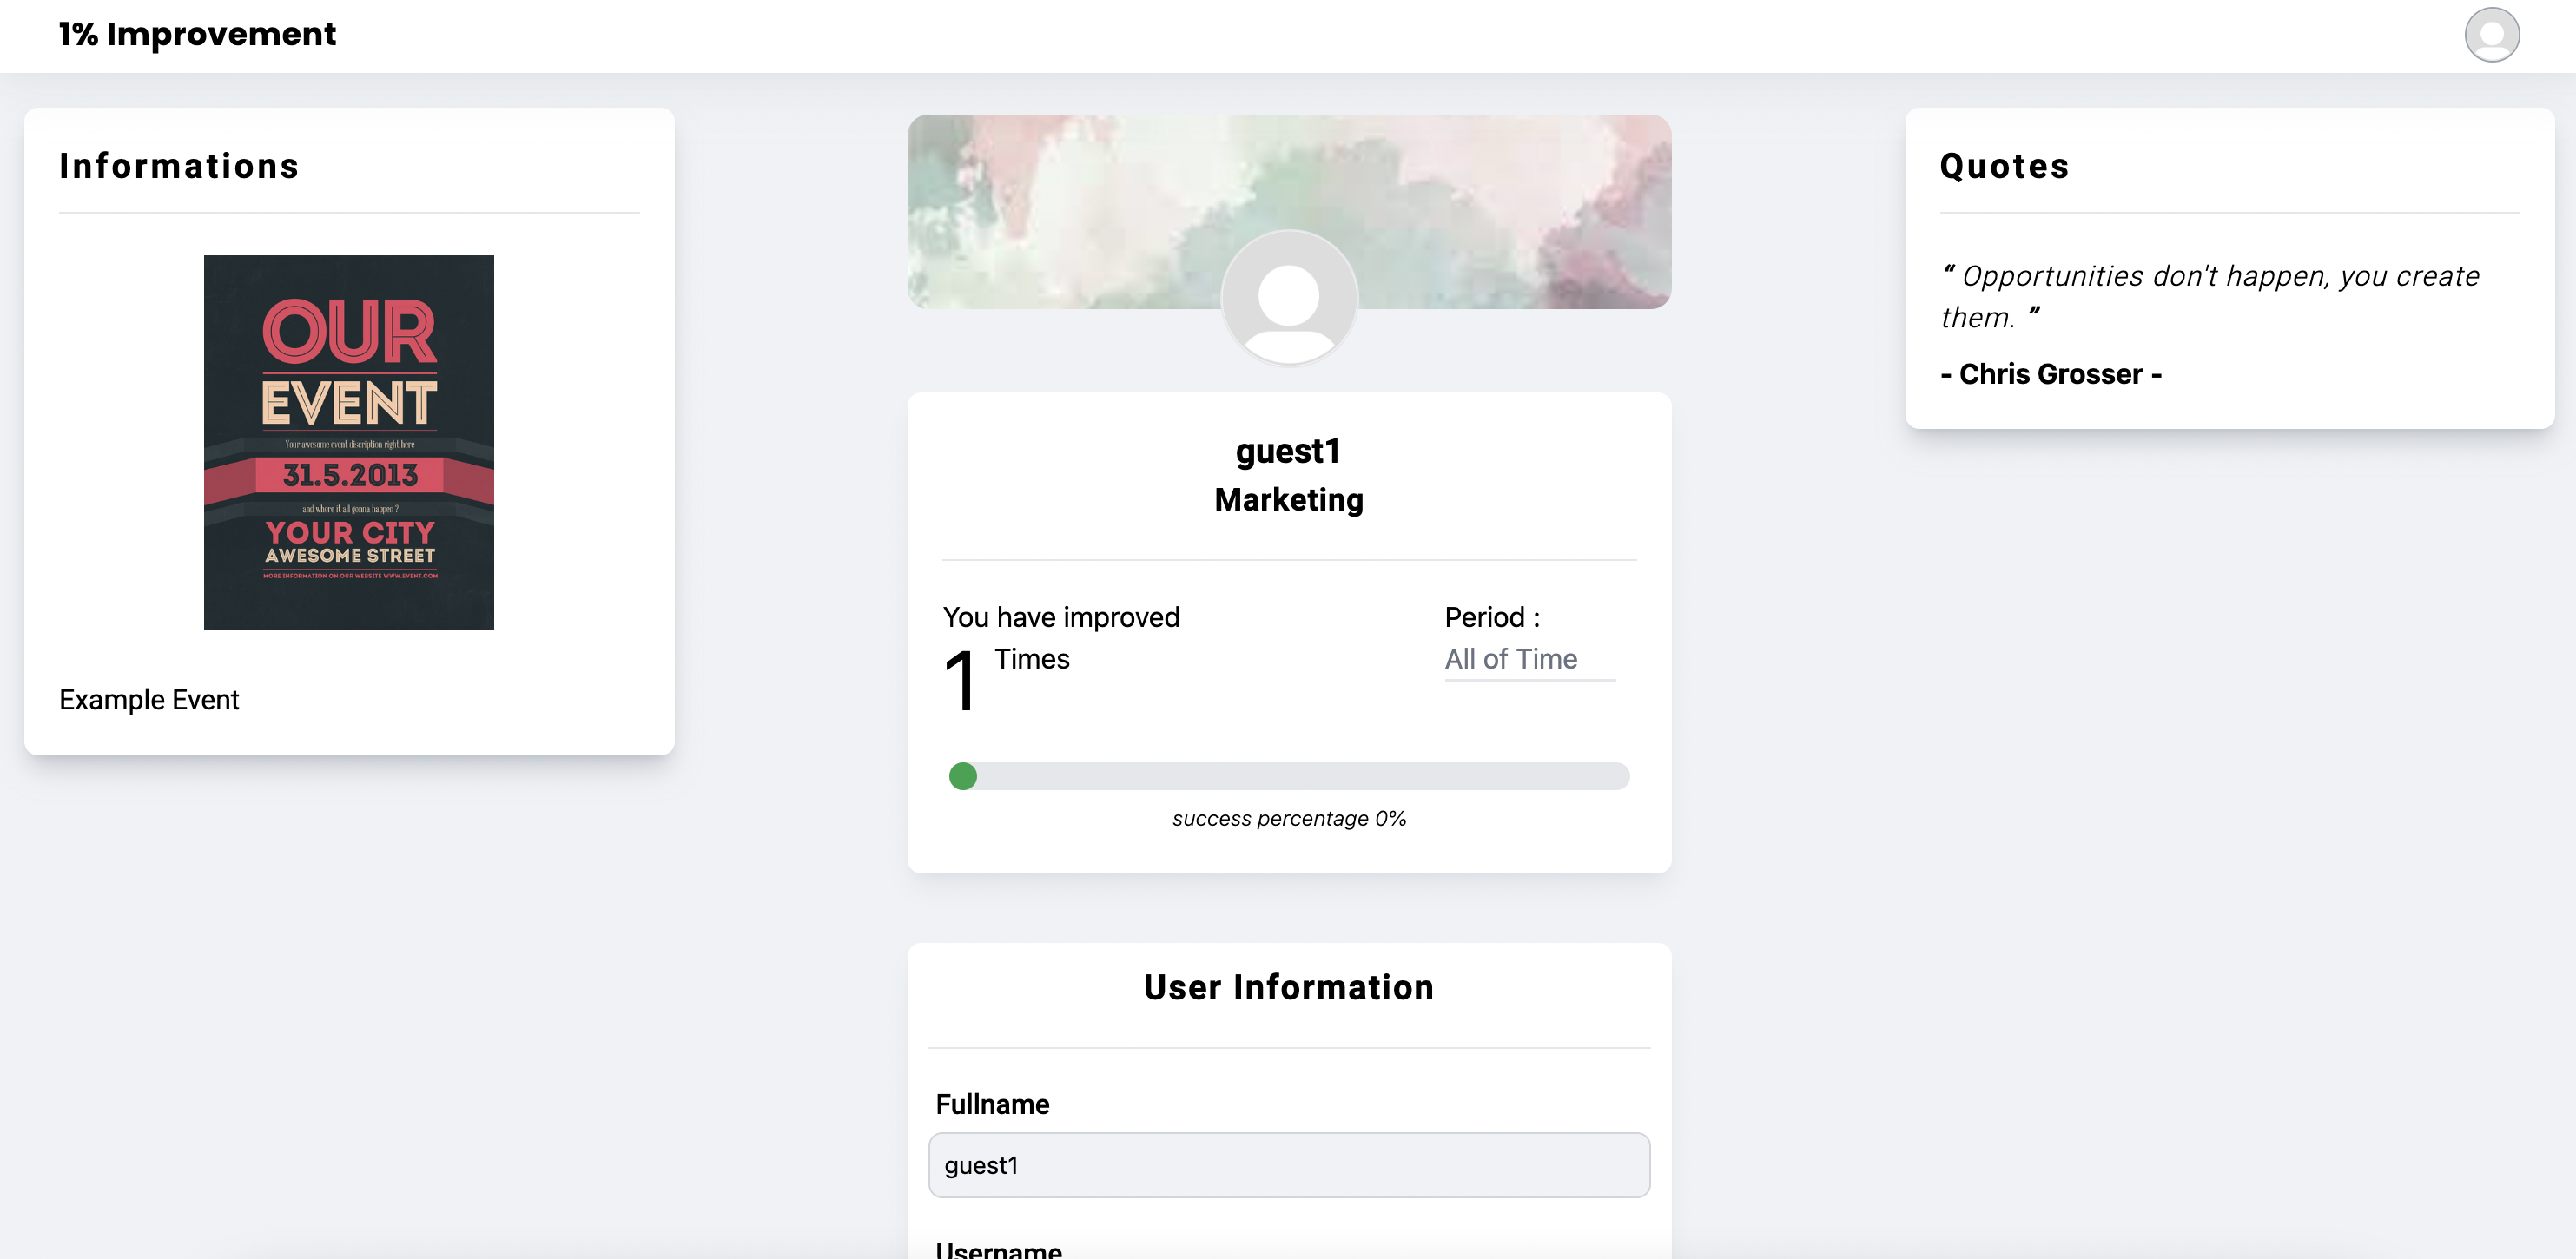 1% Improvement
Informations
OUR
EVENT
Your awesome event discription right here
31.5.2013
and where it all gonna happen ?
YOUR CITY
AWESOME STREET
MORE INFORMATION ON OUR WEBSITE WWW.EVENT.COM
Example Event
guest1
Marketing
You have improved
1 Times
Period :
All of Time
success percentage 0%
User Information
Fullname
guest1
Username
Quotes
“ Opportunities don't happen, you create
them. ”
- Chris Grosser -